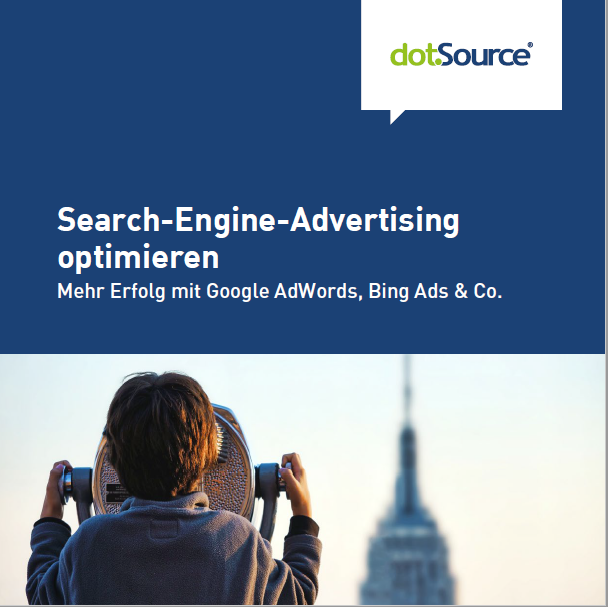 dotSource®
Search-Engine-Advertising
optimieren
Mehr Erfolg mit Google AdWords, Bing Ads & Co.